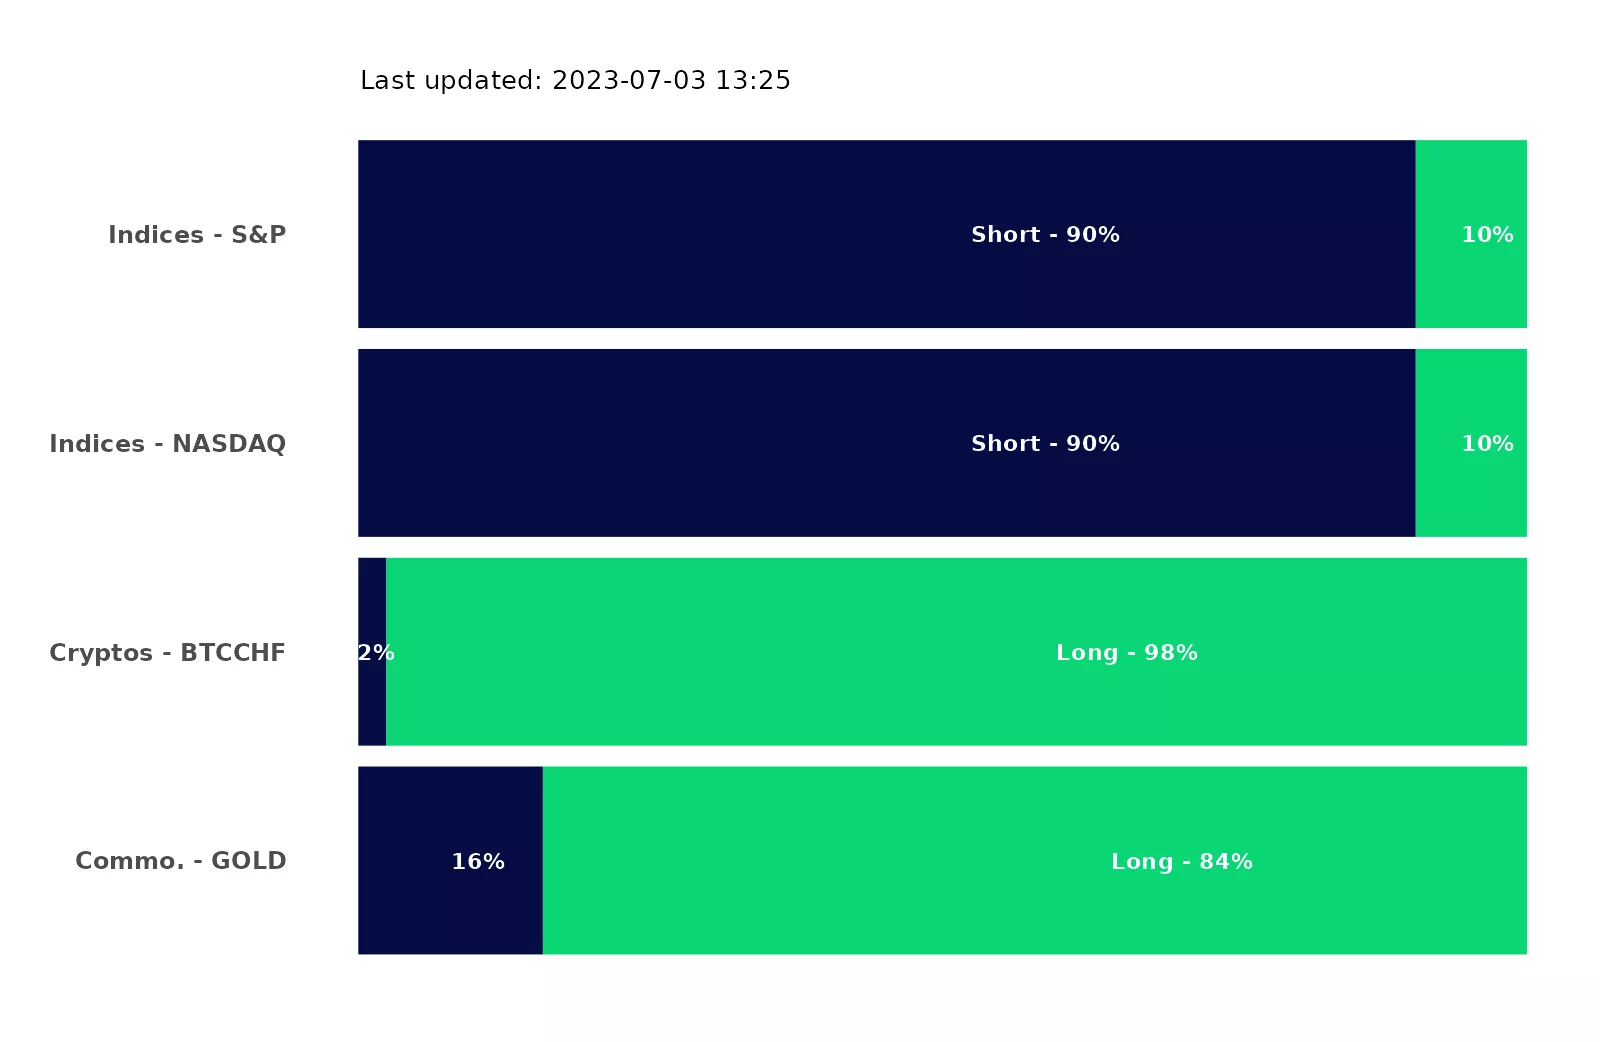 Last updated: 2023-07-03 13:25
Indices - S&P
Short - 90%
10%
Indices - NASDAQ
Short - 90%
10%
Cryptos - BTCCHF
2%
Long - 98%
Commo. - GOLD
16%
Long - 84%